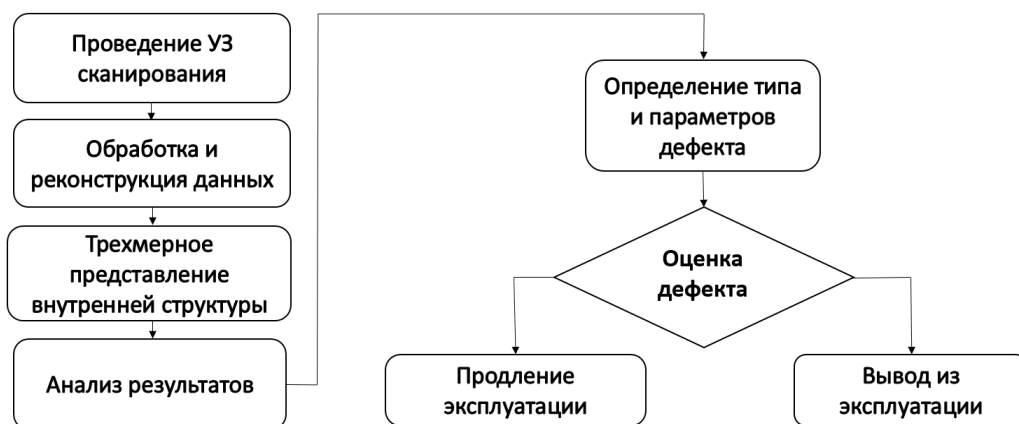 Проведение УЗ
сканирования
Обработка и
реконструкция данных
Трехмерное
представление
внутренней структуры
Анализ результатов
Определение типа
и параметров
дефекта
Оценка
дефекта
Продление
эксплуатации
Вывод из
эксплуатации